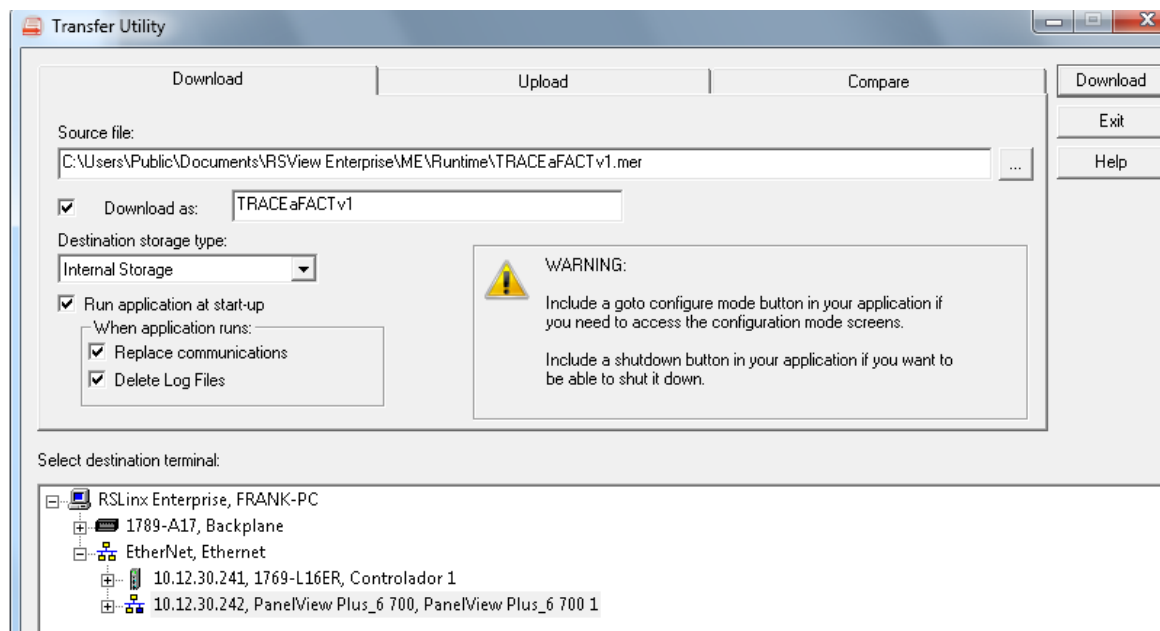 Transfer Utility
Download Upload Compare
Download
Exit
Help
Source file:
C:\Users\Public\Documents\RSView Enterprise\ME\Runtime\TRACEaFACTv1.mer
...
Download as: TRACEaFACTv1
Destination storage type:
Internal Storage
Run application at start-up
When application runs:
Replace communications
Delete Log Files
WARNING:
Include a goto configure mode button in your application if
you need to access the configuration mode screens.
Include a shutdown button in your application if you want to
be able to shut it down.
Select destination terminal:
RSLinx Enterprise, FRANK-PC
1789-A17, Backplane
EtherNet, Ethernet
10.12.30.241, 1769-L16ER, Controlador 1
10.12.30.242, PanelView Plus_6 700, PanelView Plus_6 700 1